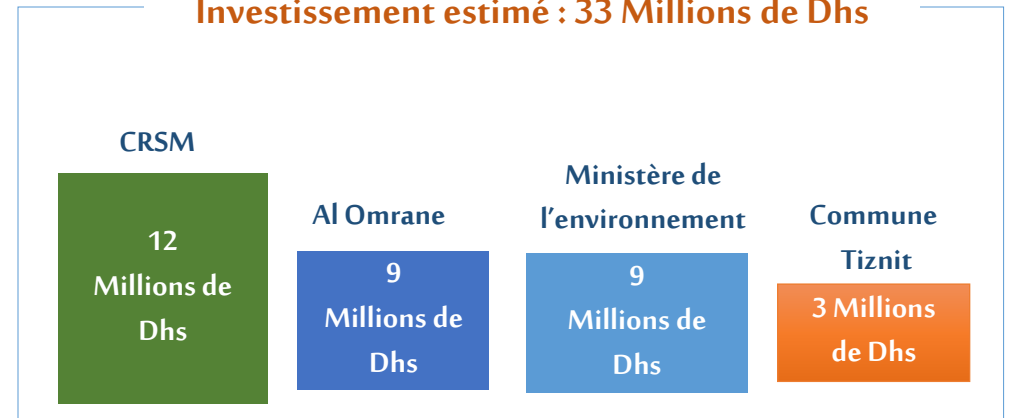 Investissement estimé : 33 Millions de Dhs
CRSM
12
Millions de
Dhs
Al Omrane
9
Millions de
Dhs
Ministère de
l'environnement
9
Millions de
Dhs
Commune
Tiznit
3 Millions
de Dhs